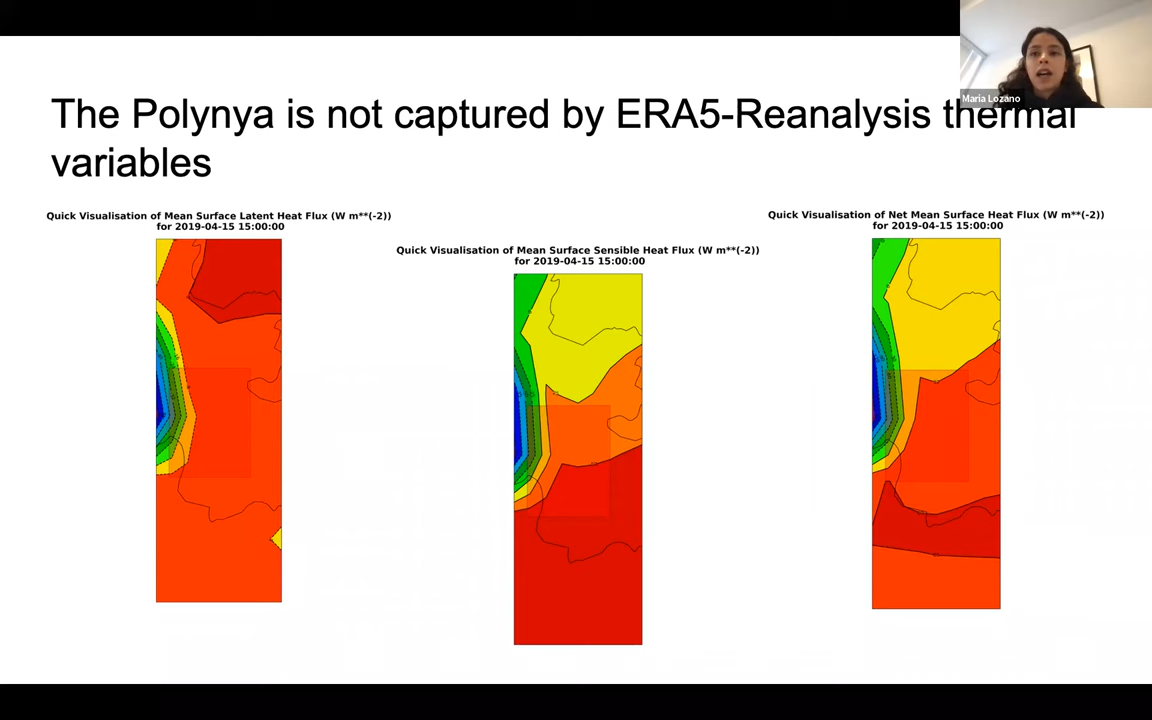 Maria Lozano
The Polynya is not captured by ERA5-Reanalysis thermal
variables
Quick Visualisation of Mean Surface Latent Heat Flux (W m**(-2))
for 2019-04-15 15:00:00
Quick Visualisation of Mean Surface Sensible Heat Flux (W m**(-2))
for 2019-04-15 15:00:00
Quick Visualisation of Net Mean Surface Heat Flux (W m**(-2))
for 2019-04-15 15:00:00